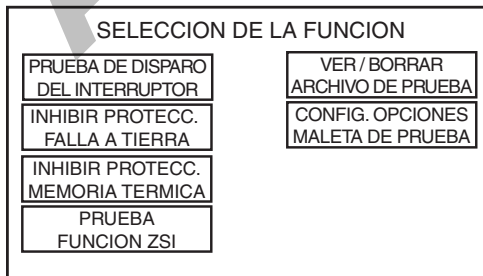 SELECCION DE LA FUNCION
PRUEBA DE DISPARO
DEL INTERRUPTOR
INHIBIR PROTECC.
FALLA A TIERRA
INHIBIR PROTECC.
MEMORIA TERMICA
PRUEBA
FUNCION ZSI
VER / BORRAR
ARCHIVO DE PRUEBA
CONFIG. OPCIONES
MALETA DE PRUEBA